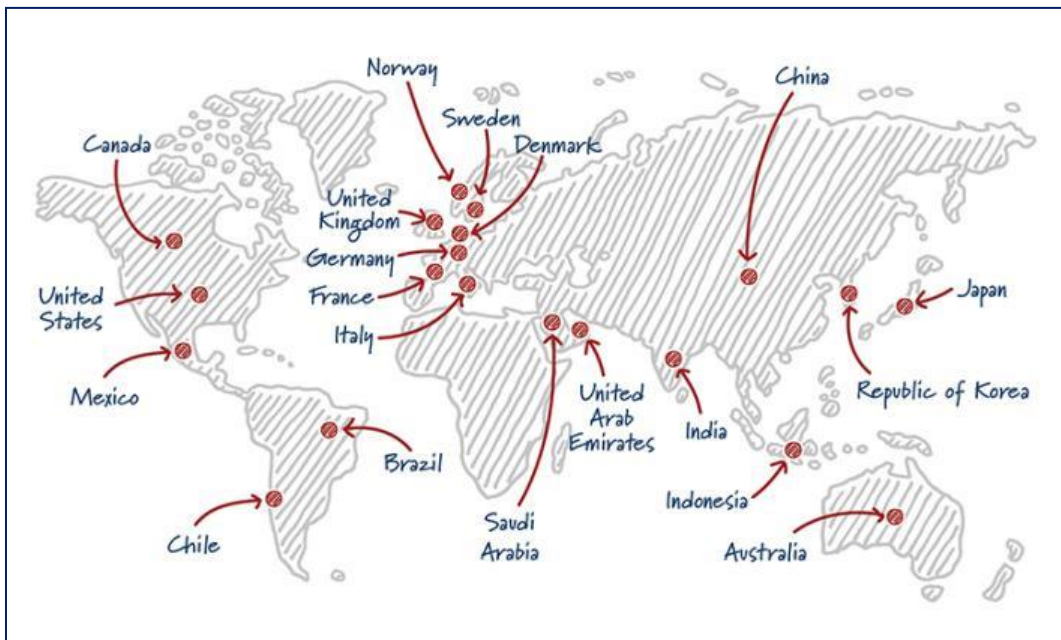 Norway
China
Sweden
Canada
Denmark
United
Kingdom
Germany
United
States
France
Japan
Italy
Mexico
United
Arab
Emirates
Republic of Korea
India
Brazil
Indonesia
Saudi
Arabia
Chile
Australia